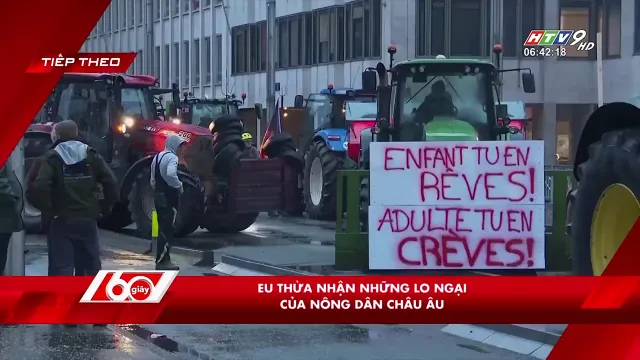 TIẾP THEO
HTV9 HD
06:42:18
ENFANT TU EN
RÊVES!
ADULTE TU EN
CRÈVES!
60 giây
EU THỪA NHẬN NHỮNG LO NGẠI
CỦA NÔNG DÂN CHÂU ÂU